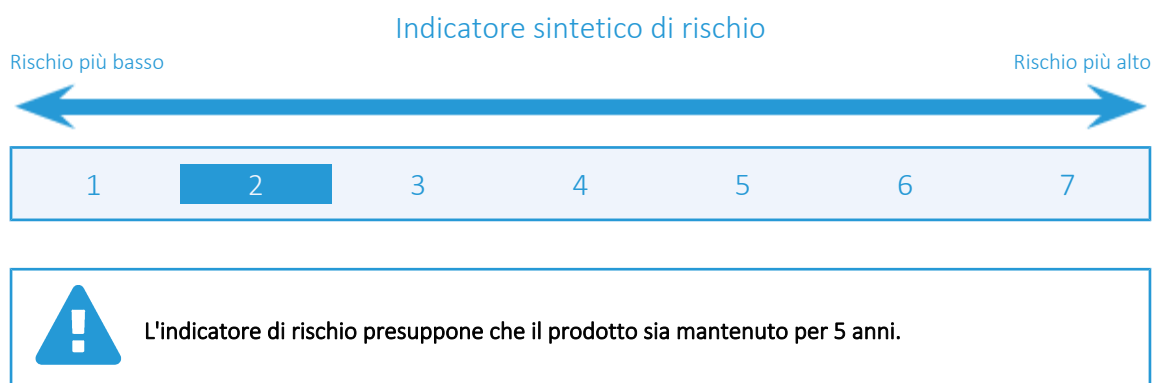 Indicatore sintetico di rischio
Rischio più basso Rischio più alto
1 2 3 4 5 6 7
L'indicatore di rischio presuppone che il prodotto sia mantenuto per 5 anni.